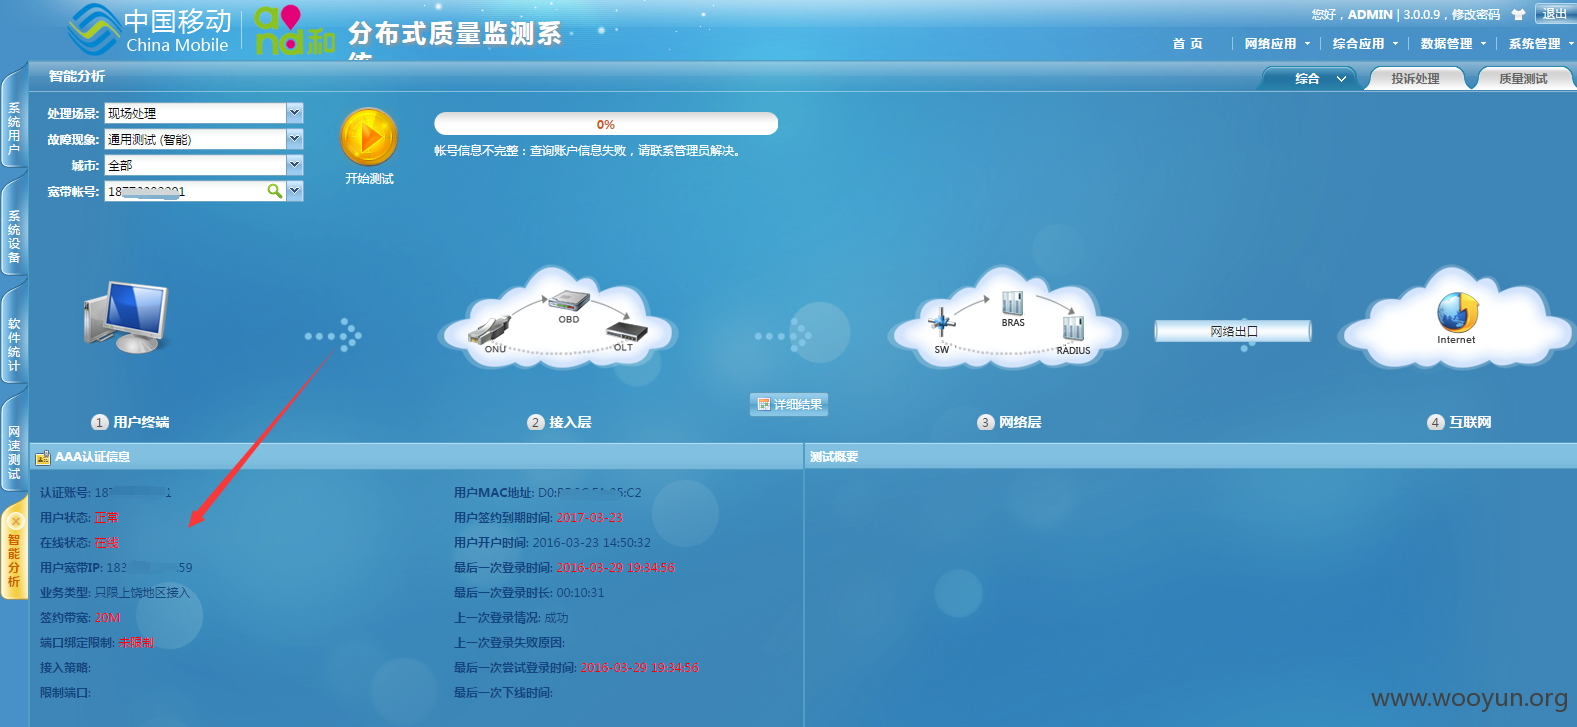 中国移动
China Mobile
and和
分布式质量监测系
统
您好，ADMIN | 3.0.0.9，修改密码
退出
首 页
网络应用
综合应用
数据管理
系统管理
智能分析
综合
投诉处理
质量测试
系统用户
系统设备
软件统计
网速测试
智能分析
处理场景: 现场处理
故障现象: 通用测试 (智能)
城市: 全部
宽带帐号:
开始测试
0%
帐号信息不完整：查询账户信息失败，请联系管理员解决。
ONU
OBD
OLT
SW
BRAS
RADIUS
网络出口
Internet
详细结果
1 用户终端
2 接入层
3 网络层
4 互联网
AAA认证信息
测试概要
认证账号:
用户状态: 正常
在线状态: 在线
用户宽带IP: 183 59
业务类型: 只限上饶地区接入
签约带宽: 20M
端口绑定限制: 未限制
接入策略:
限制端口:
用户MAC地址: D0: :C2
用户签约到期时间: 2017-03-23
用户开户时间: 2016-03-23 14:50:32
最后一次登录时间: 2016-03-29 19:34:56
最后一次登录时长: 00:10:31
上一次登录情况: 成功
上一次登录失败原因:
最后一次尝试登录时间: 2016-03-29 19:34:56
最后一次下线时间:
www.wooyun.org